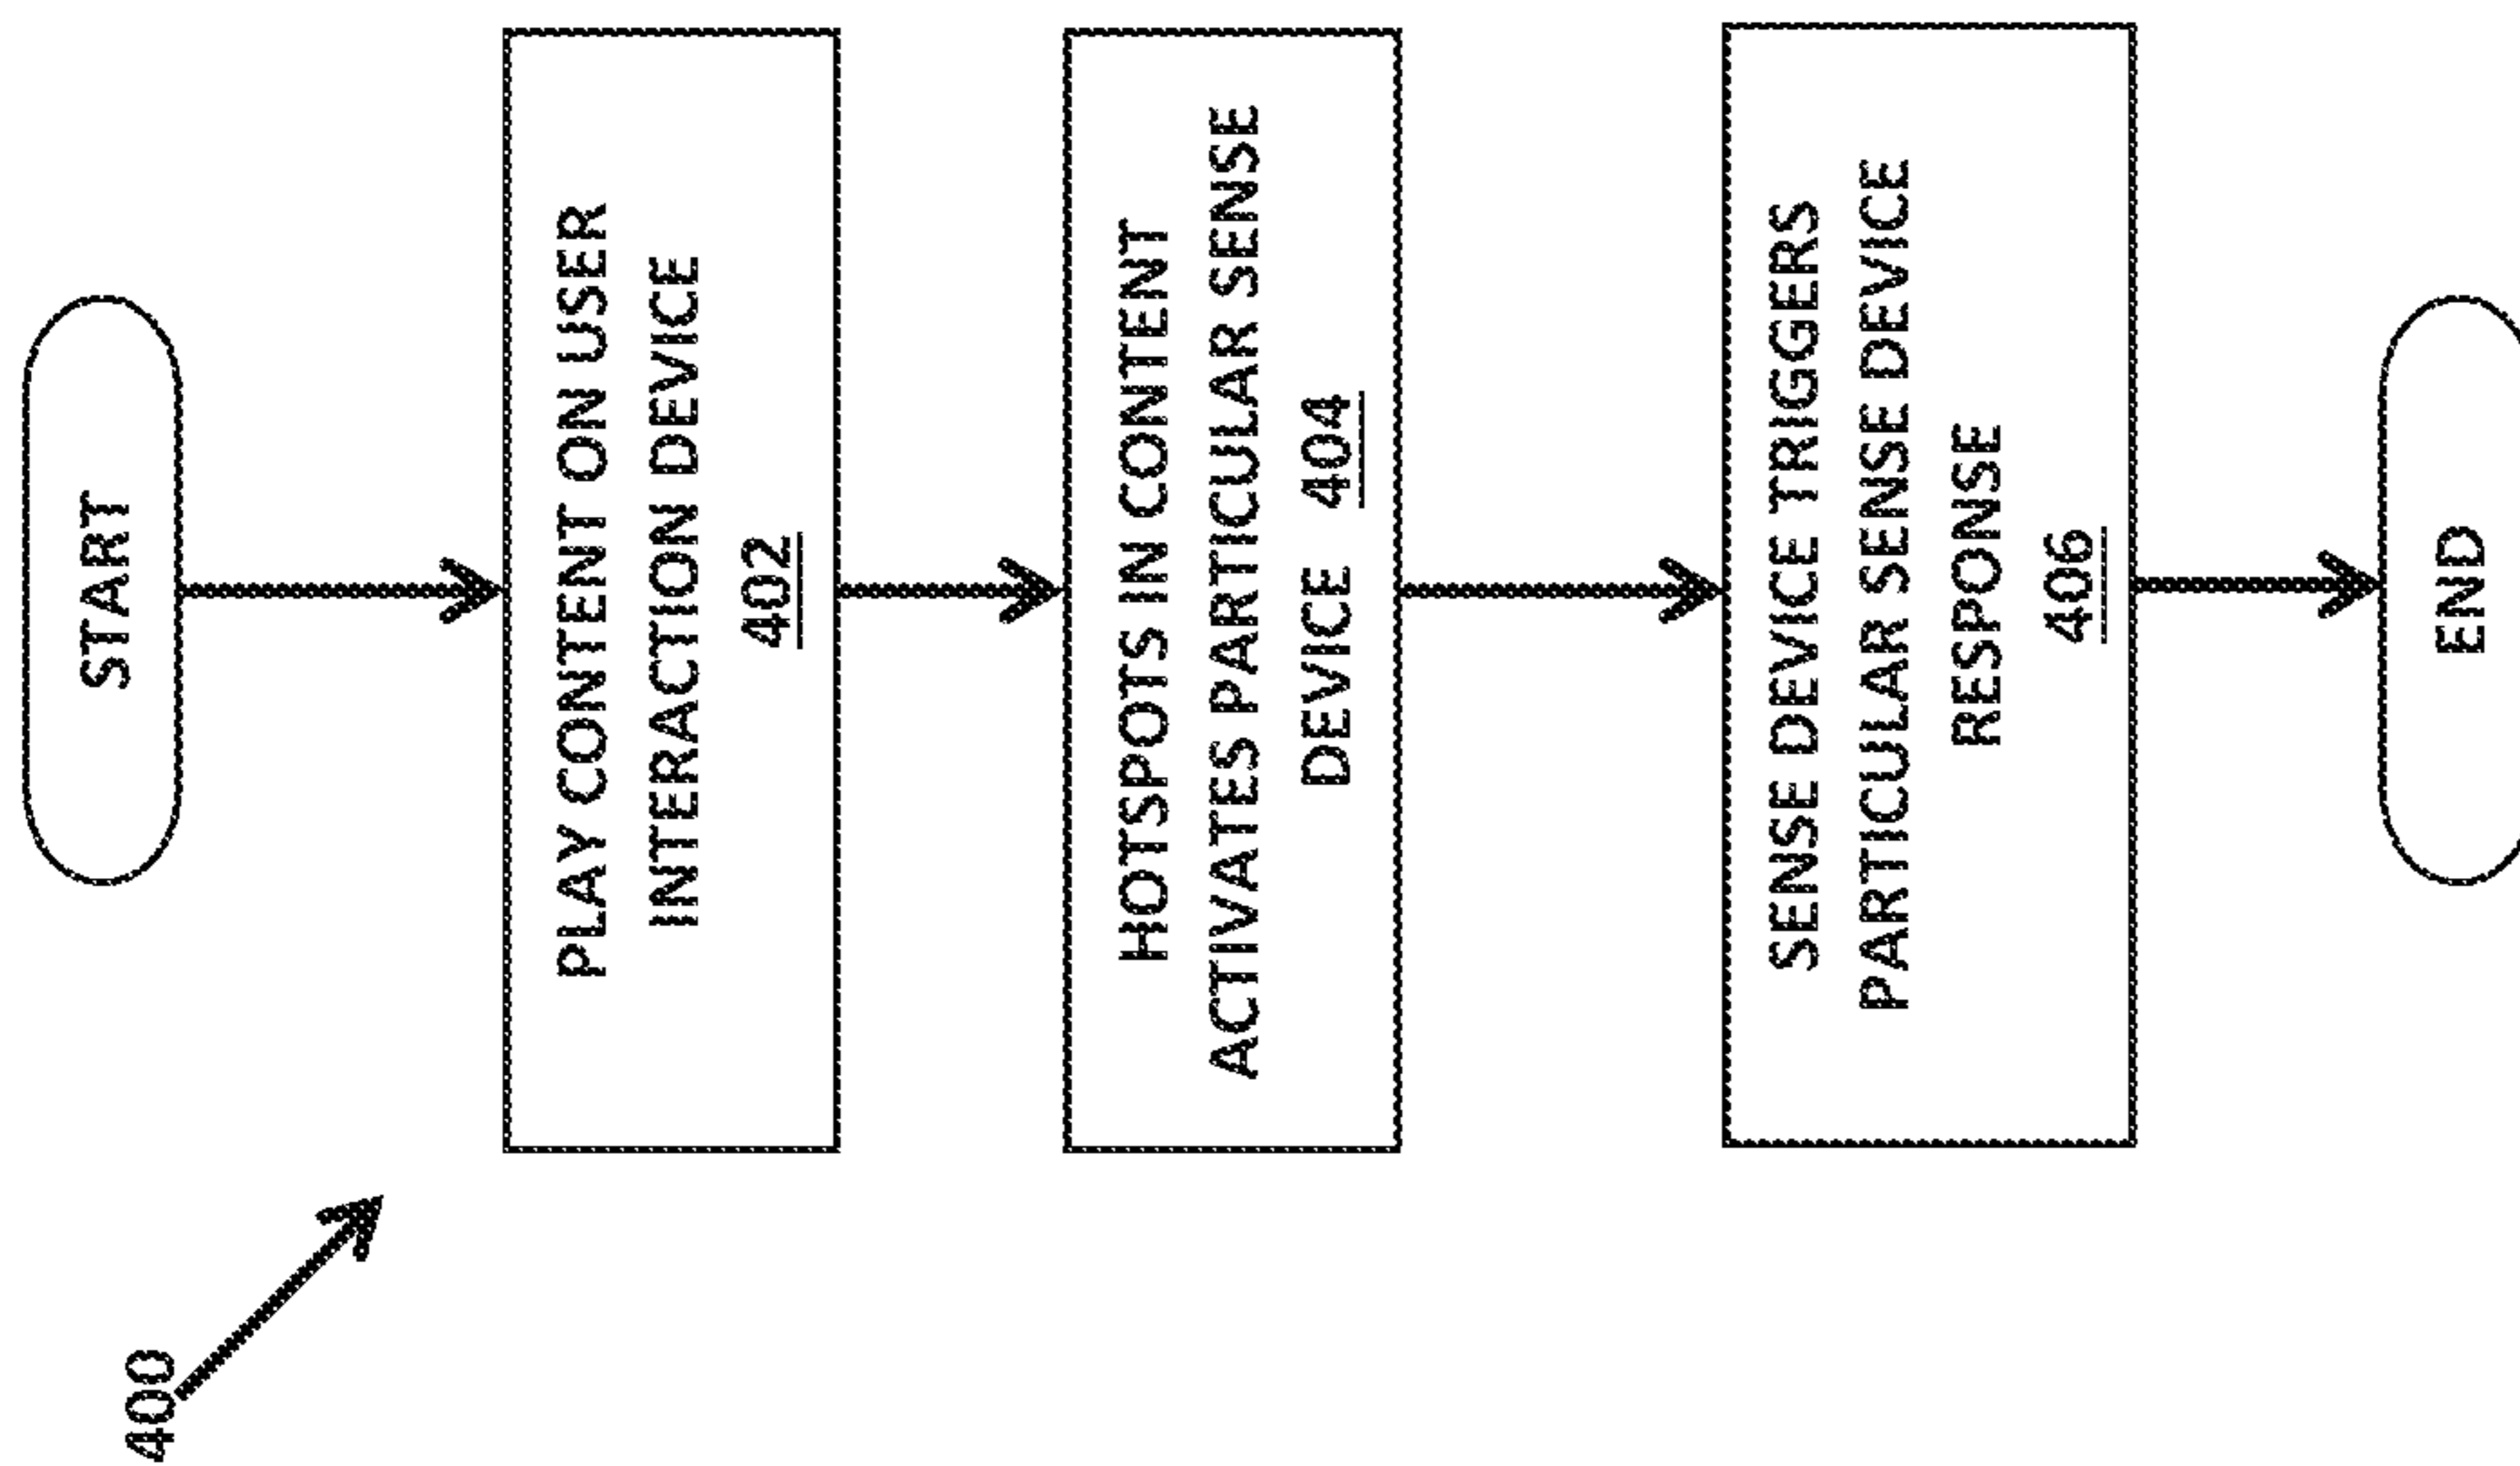 400
START
PLAY CONTENT ON USER
INTERACTION DEVICE
402
HOTSPOTS IN CONTENT
ACTIVATES PARTICULAR SENSE
DEVICE 404
SENSE DEVICE TRIGGERS
PARTICULAR SENSE DEVICE
RESPONSE
406
END